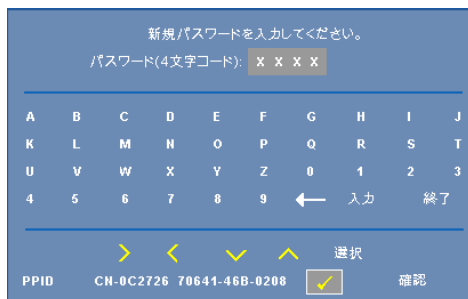 新規パスワードを入力してください。
パスワード(4文字コード): X X X X
A B C D E F G H I J
K L M N O P Q R S T
U V W X Y Z 0 1 2 3
4 5 6 7 8 9 ← 入力 終了
選択
PPID CN-0C2726 70641-46B-0208 ✓ 確認